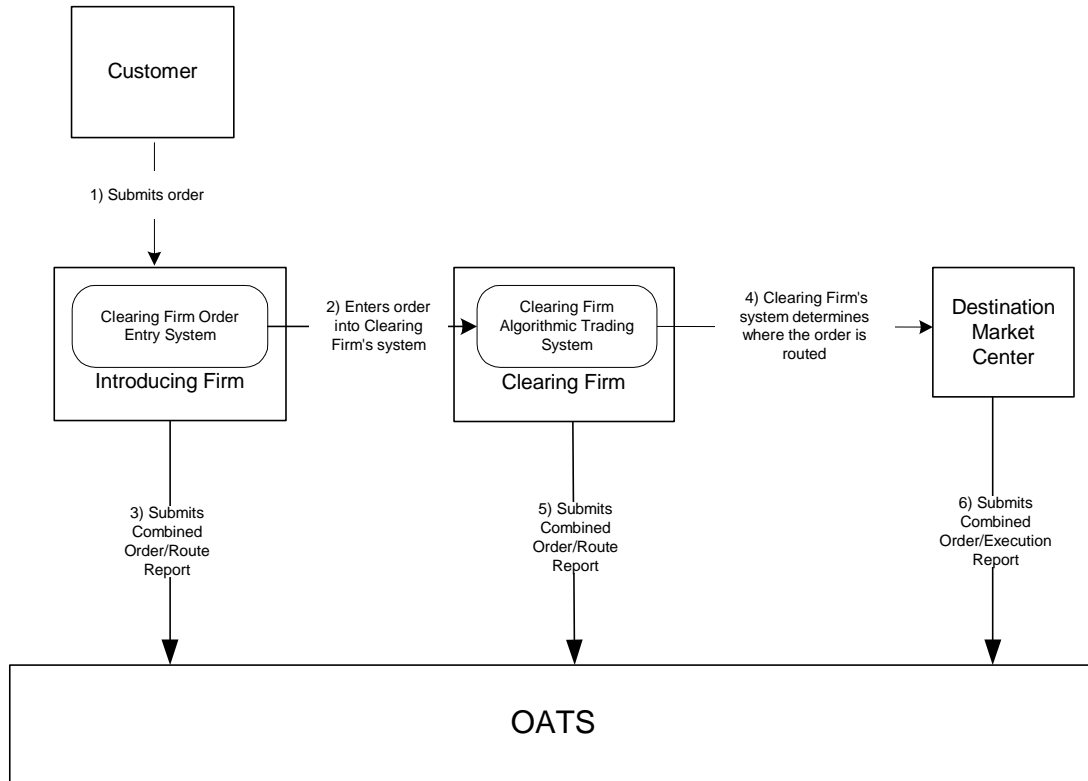 Customer
1) Submits order
Clearing Firm Order
Entry System
Introducing Firm
2) Enters order
into Clearing
Firm's system
Clearing Firm
Algorithmic Trading
System
Clearing Firm
4) Clearing Firm's
system determines
where the order is
routed
Destination
Market
Center
3) Submits
Combined
Order/Route
Report
5) Submits
Combined
Order/Route
Report
6) Submits
Combined
Order/Execution
Report
OATS